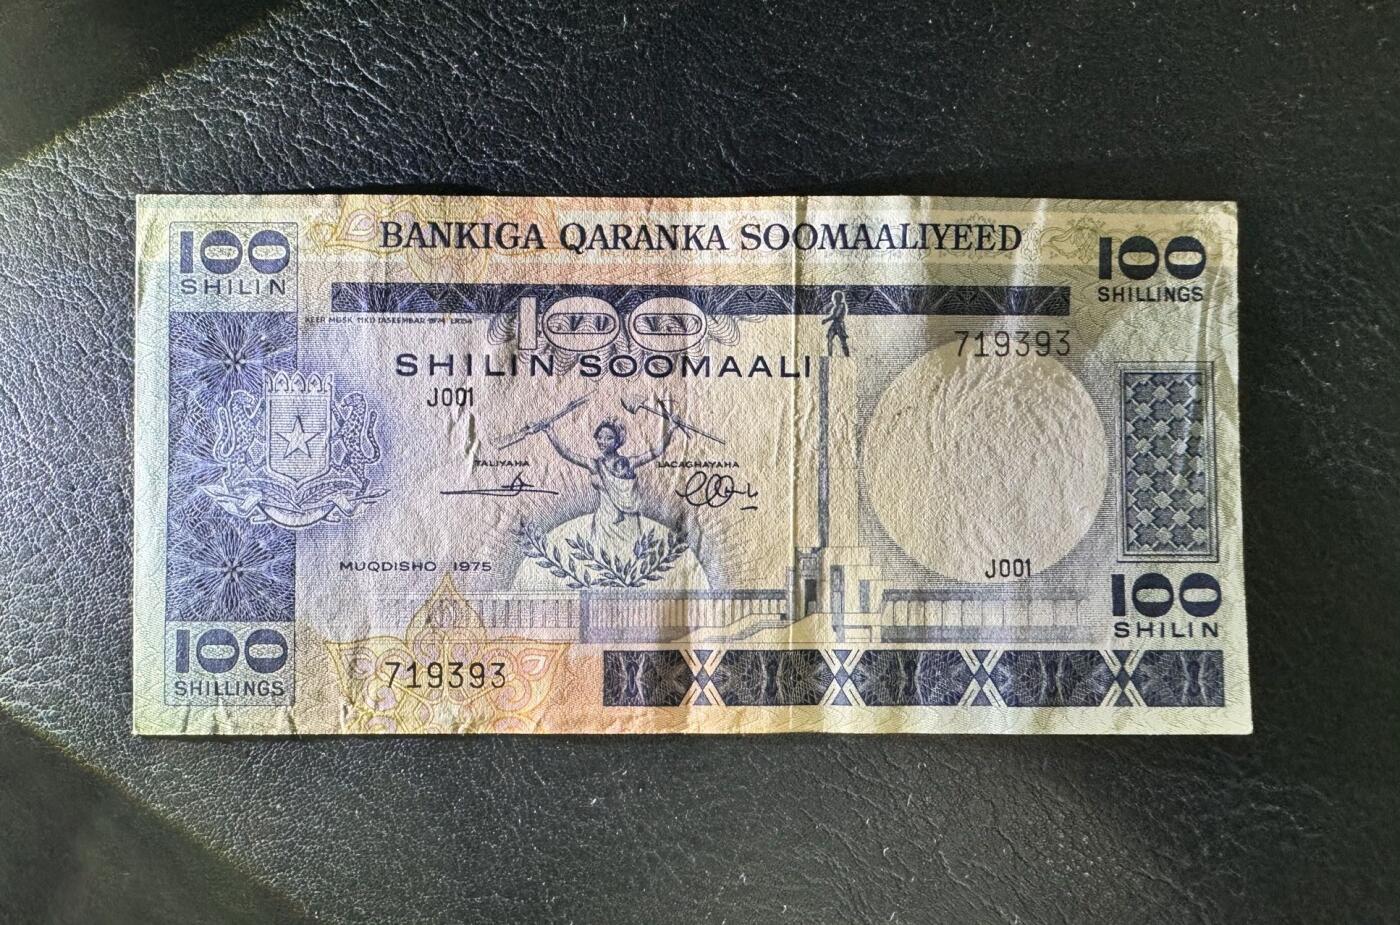 BANKIGA QARANKA SOOMAALIYEED
100
SHILIN
100
SHILLINGS
100
SHILIN SOOMAALI
719393
J001
TALIYAHA
LACAGHAYAHA
MUQDISHO 1975
J001
100
SHILIN
100
SHILLINGS
719393